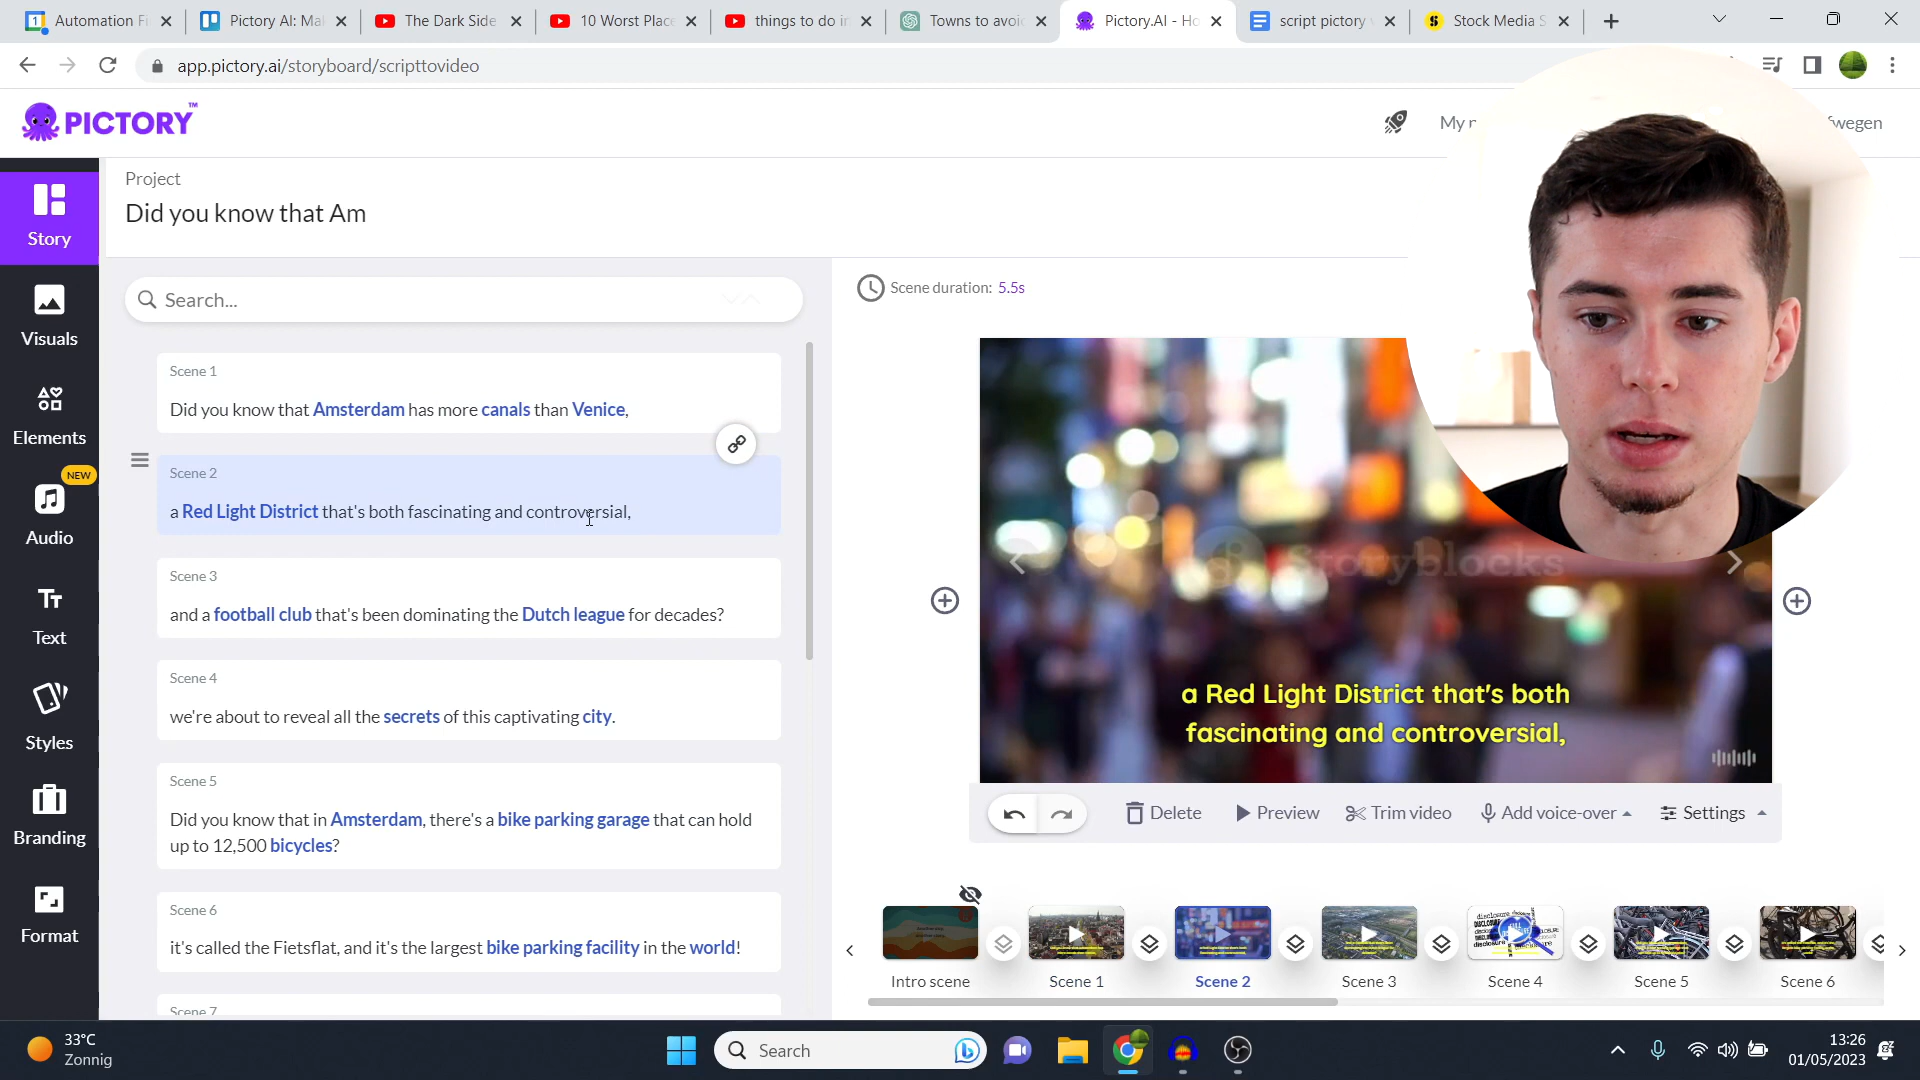 Automation Fi
Pictory AI: Mal
The Dark Side
10 Worst Place
things to do in
Towns to avoid
Pictory.AI - Ho
script pictory
Stock Media S
app.pictory.ai/storyboard/scripttovideo
PICTORY™
My
wegen
Story
Visuals
Elements
NEW
Audio
Text
Styles
Branding
Format
Project
Did you know that Am
Search...
Scene 1
Did you know that Amsterdam has more canals than Venice,
Scene 2
a Red Light District that's both fascinating and controversial,
Scene 3
and a football club that's been dominating the Dutch league for decades?
Scene 4
we're about to reveal all the secrets of this captivating city.
Scene 5
Did you know that in Amsterdam, there's a bike parking garage that can hold
up to 12,500 bicycles?
Scene 6
it's called the Fietsflat, and it's the largest bike parking facility in the world!
Scene 7
Scene duration: 5.5s
Storyblocks
a Red Light District that's both
fascinating and controversial,
Delete
Preview
Trim video
Add voice-over
Settings
Intro scene
Scene 1
Scene 2
Scene 3
Scene 4
Scene 5
Scene 6
33°C
Zonnig
Search
13:26
01/05/2023